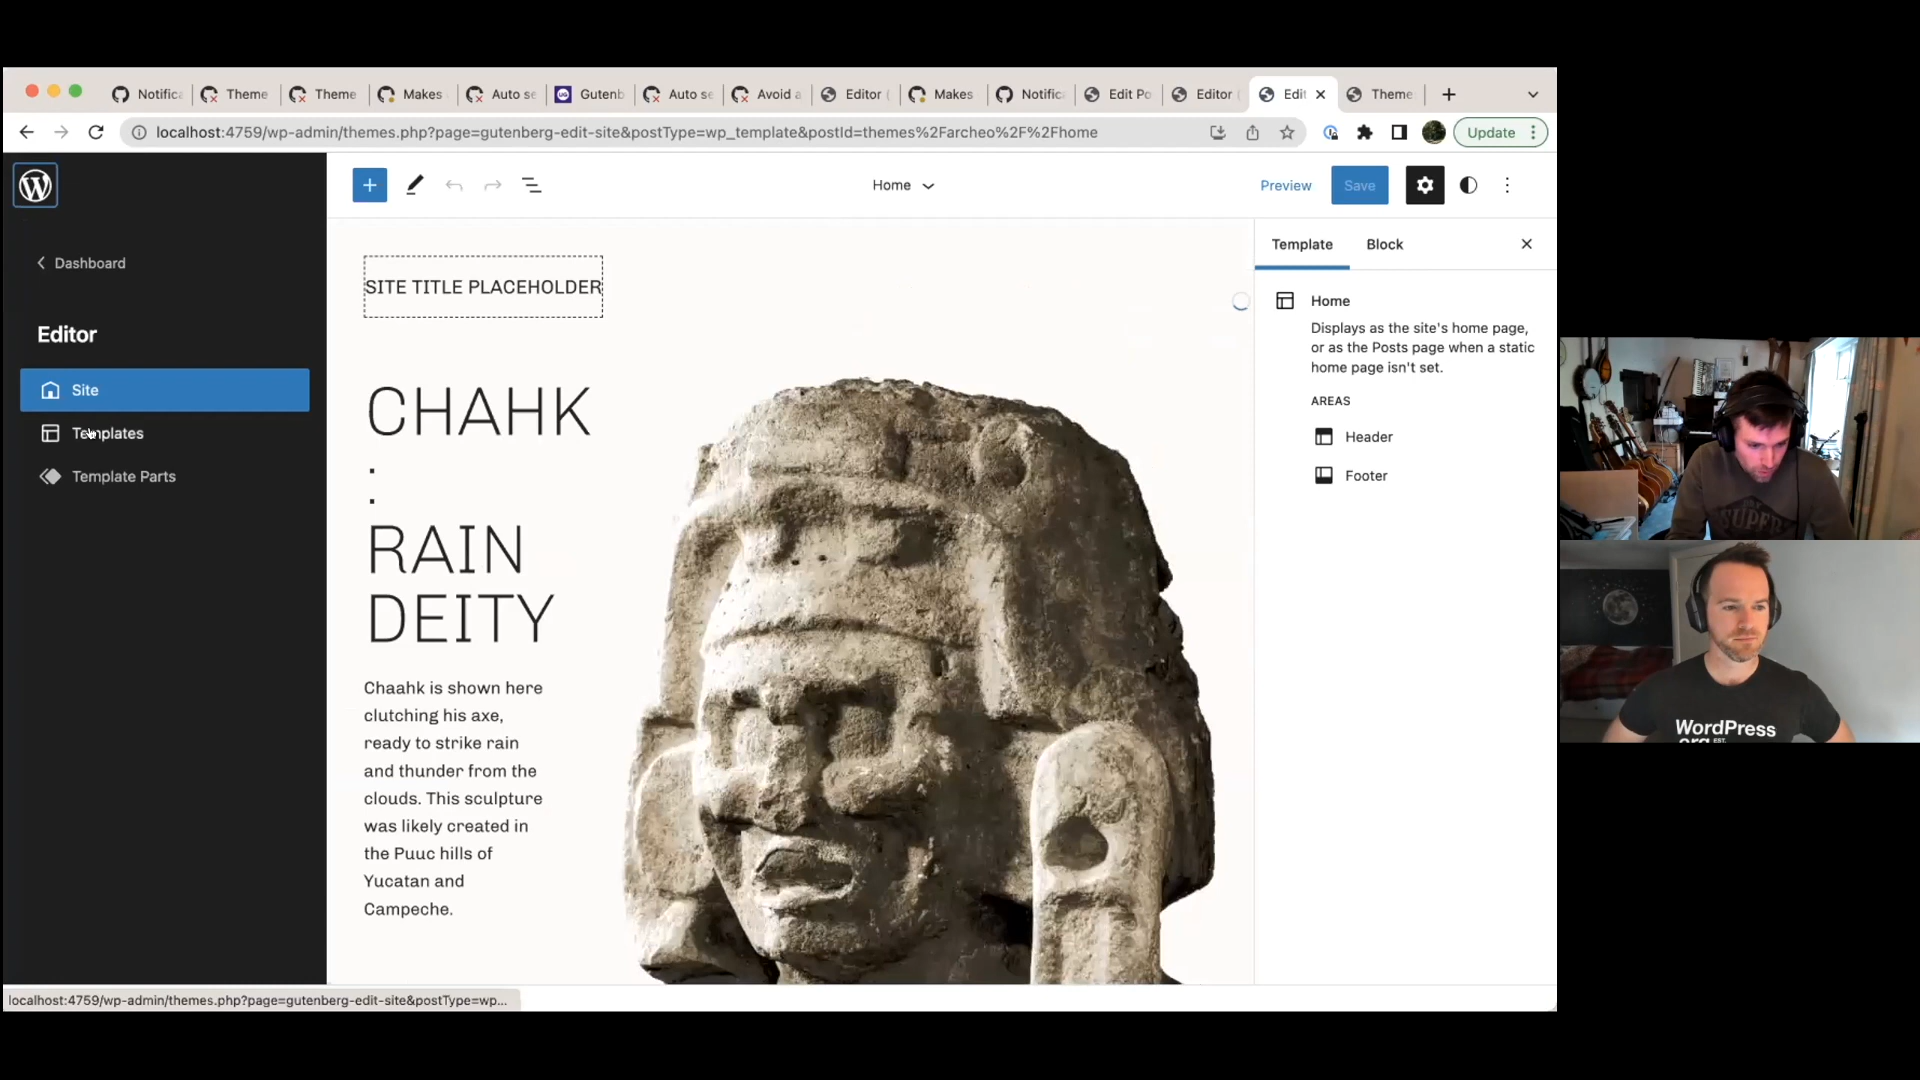 Notifica
Theme
Theme
Makes
Auto se
Gutenb
Auto se
Avoid a
Editor (
Makes
Notifica
Edit Po
Editor (
Edit
Theme
localhost:4759/wp-admin/themes.php?page=gutenberg-edit-site&postType=wp_template&postId=themes%2Farcheo%2F%2Fhome
Update
Home
Preview
Save
Dashboard
Editor
Site
Templates
Template Parts
SITE TITLE PLACEHOLDER
CHAHK
:
RAIN
DEITY
Chaahk is shown here
clutching his axe,
ready to strike rain
and thunder from the
clouds. This sculpture
was likely created in
the Puuc hills of
Yucatan and
Campeche.
Template
Block
Home
Displays as the site's home page,
or as the Posts page when a static
home page isn't set.
AREAS
Header
Footer
localhost:4759/wp-admin/themes.php?page=gutenberg-edit-site&postType=wp...
SUPER
WordPress
.org EST.